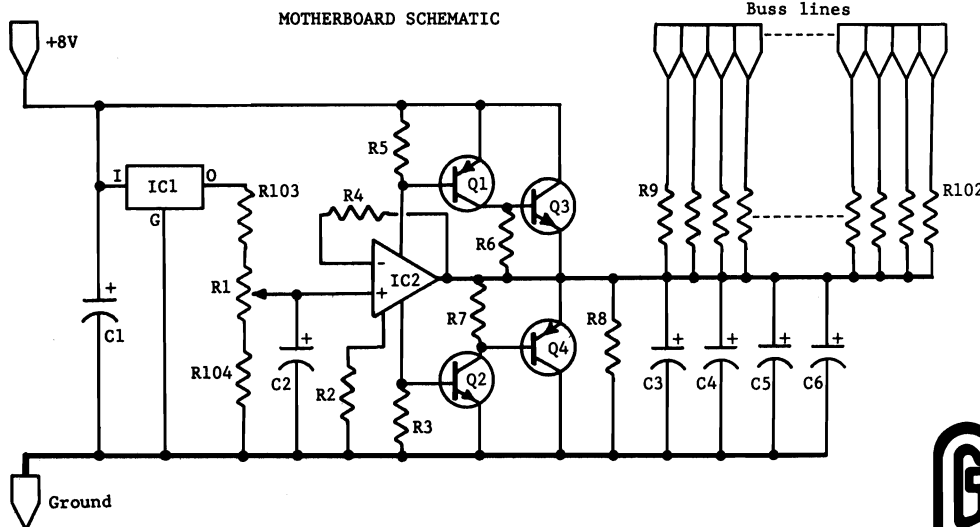 MOTHERBOARD SCHEMATIC
Buss lines
+8V
R5
I
IC1
O
R103
R4
Q1
Q3
R9
R102
G
R6
-
R1
+
IC2
+
C1
R7
R8
R104
C2
+
R2
Q2
Q4
+
C3
+
C4
+
C5
+
C6
R3
Ground